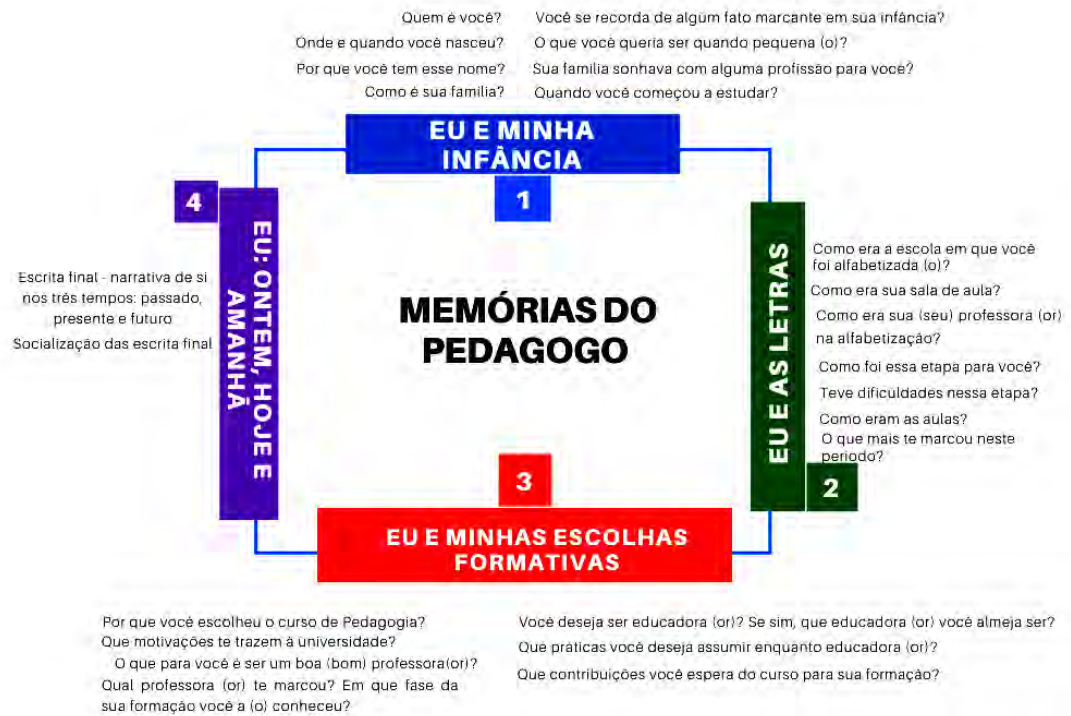 Quem é você?
Onde e quando você nasceu?
Por que você tem esse nome?
Como é sua família?
Você se recorda de algum fato marcante em sua infância?
O que você queria ser quando pequena (o)?
Sua família sonhava com alguma profissão para você?
Quando você começou a estudar?
EU E MINHA
INFÂNCIA
1
MEMÓRIAS DO
PEDAGOGO
EU E AS LETRAS
2
Como era a escola em que você
foi alfabetizada (o)?
Como era sua sala de aula?
Como era sua (seu) professora (or)
na alfabetização?
Como foi essa etapa para você?
Teve dificuldades nessa etapa?
Como eram as aulas?
O que mais te marcou neste
período?
3
EU E MINHAS ESCOLHAS
FORMATIVAS
Por que você escolheu o curso de Pedagogia?
Que motivações te trazem à universidade?
O que para você é ser um boa (bom) professora(or)?
Qual professora (or) te marcou? Em que fase da
sua formação você a (o) conheceu?
Você deseja ser educadora (or)? Se sim, que educadora (or) você almeja ser?
Que práticas você deseja assumir enquanto educadora (or)?
Que contribuições você espera do curso para sua formação?
4
EU: ONTEM, HOJE E
AMANHÃ
Escrita final - narrativa de si
nos três tempos: passado,
presente e futuro
Socialização das escrita final